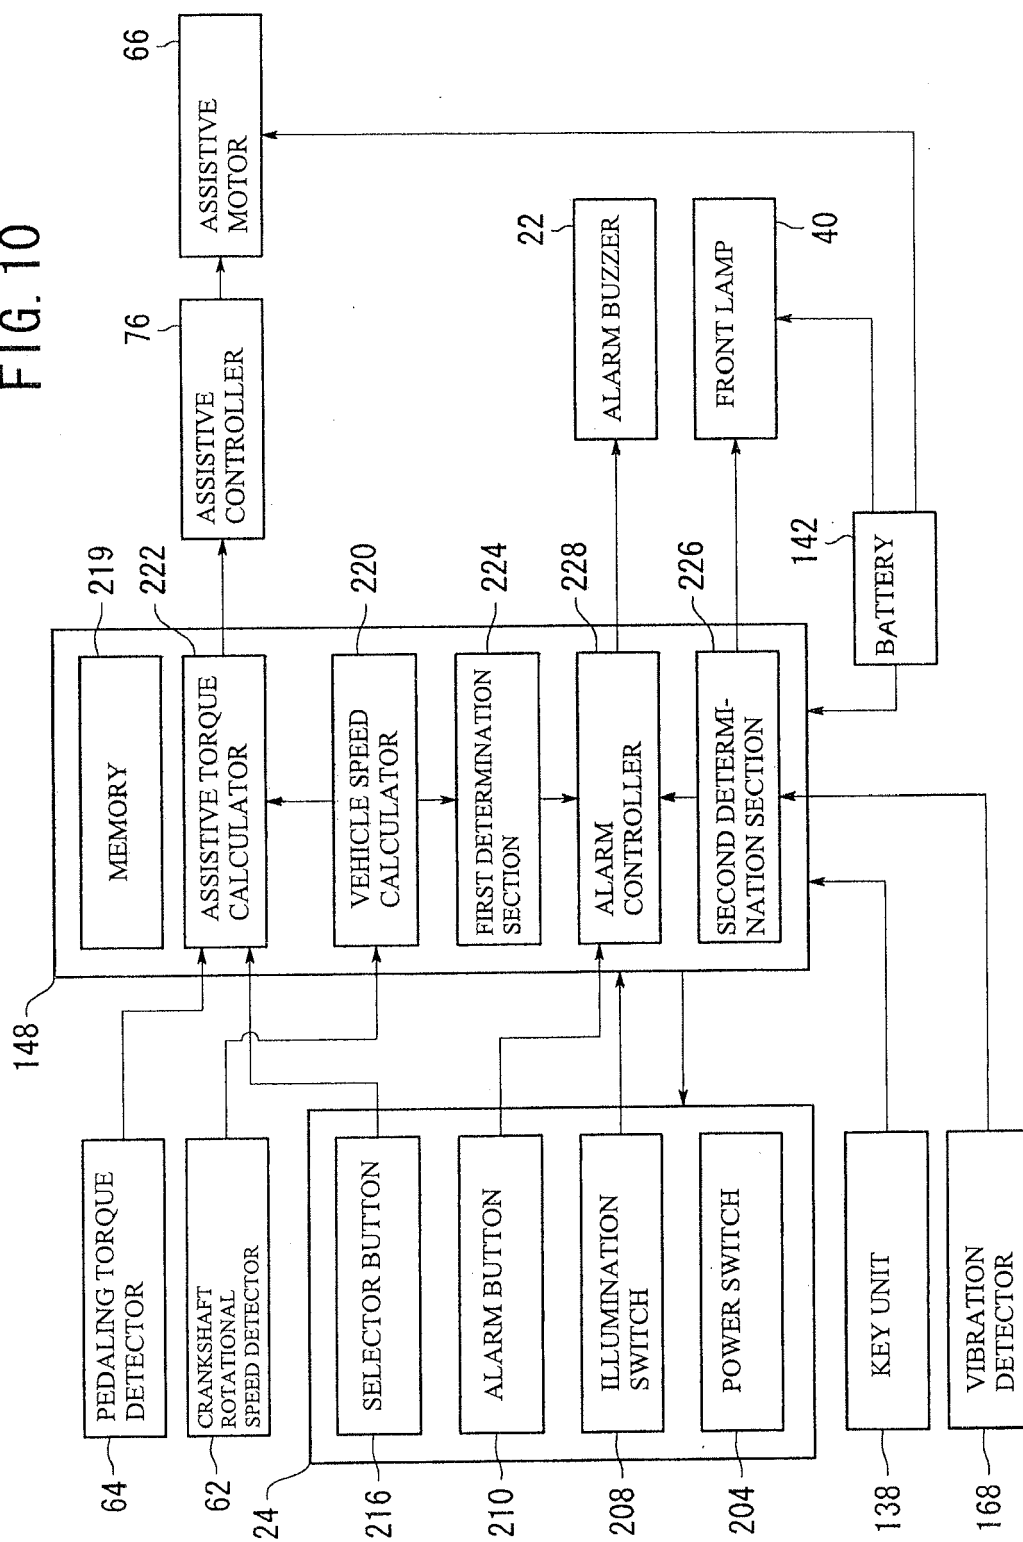 FIG. 10
64
PEDALING TORQUE
DETECTOR
62
CRANKSHAFT
ROTATIONAL
SPEED DETECTOR
24
216
SELECTOR BUTTON
210
ALARM BUTTON
208
ILLUMINATION
SWITCH
204
POWER SWITCH
138
KEY UNIT
168
VIBRATION
DETECTOR
148
219
MEMORY
222
ASSISTIVE TORQUE
CALCULATOR
220
VEHICLE SPEED
CALCULATOR
224
FIRST DETERMINATION
SECTION
228
ALARM
CONTROLLER
226
SECOND DETERMI-
NATION SECTION
142
BATTERY
76
ASSISTIVE
CONTROLLER
66
ASSISTIVE
MOTOR
22
ALARM BUZZER
40
FRONT LAMP